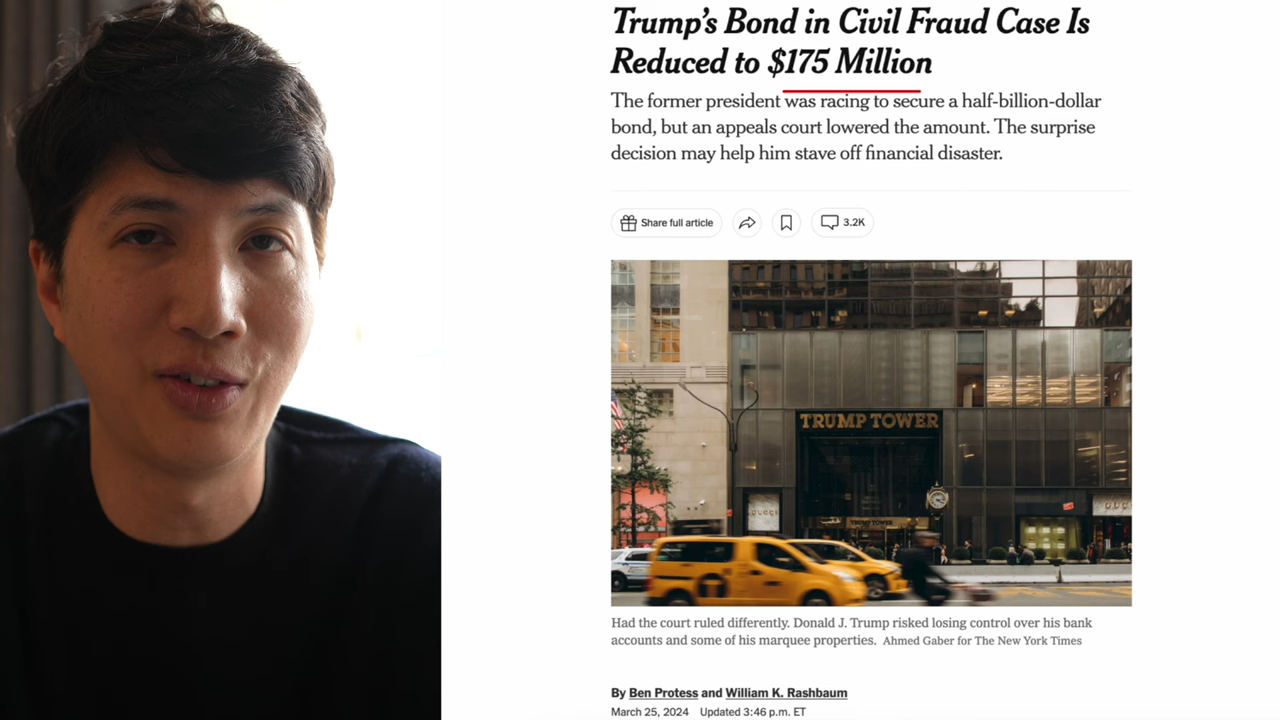 Trump’s Bond in Civil Fraud Case Is
Reduced to $175 Million
The former president was racing to secure a half-billion-dollar
bond, but an appeals court lowered the amount. The surprise
decision may help him stave off financial disaster.
Share full article
3.2K
TRUMP TOWER
GUCCI
TRUMP TOWER
GUCCI
Had the court ruled differently. Donald J. Trump risked losing control over his bank
accounts and some of his marquee properties. Ahmed Gaber for The New York Times
By Ben Protess and William K. Rashbaum
March 25, 2024 Updated 3:46 p.m. ET